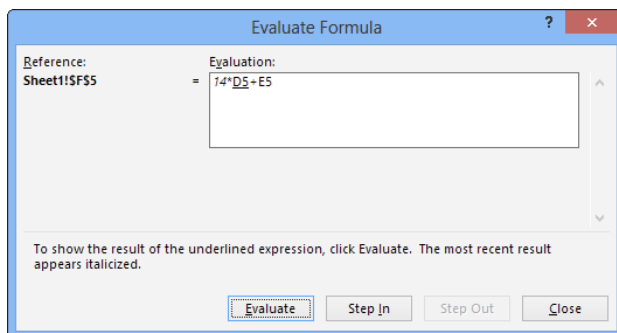 Evaluate Formula
? ×
Reference: Evaluation:
Sheet1!$F$5 = 14*D5+E5
To show the result of the underlined expression, click Evaluate. The most recent result
appears italicized.
Evaluate Step In Step Out Close